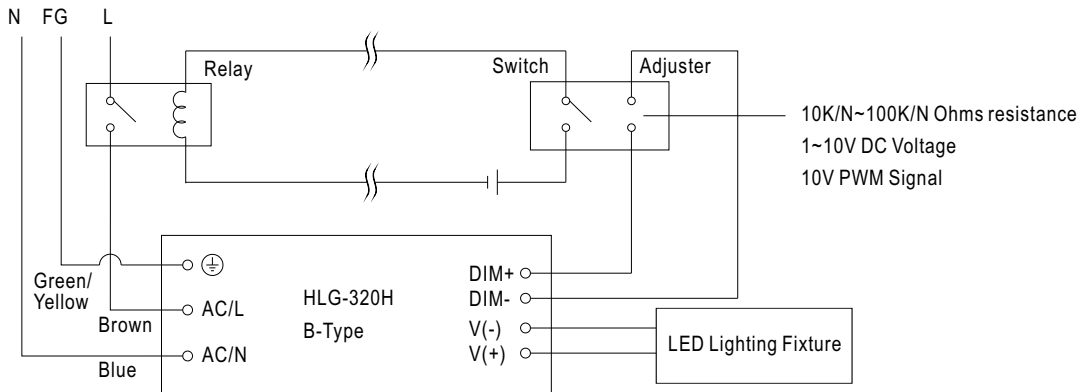 N FG L
Relay
Switch
Adjuster
10K/N~100K/N Ohms resistance
1~10V DC Voltage
10V PWM Signal
Green/
Yellow
Brown
Blue
AC/L
AC/N
HLG-320H
B-Type
DIM+
DIM-
V(-)
V(+)
LED Lighting Fixture